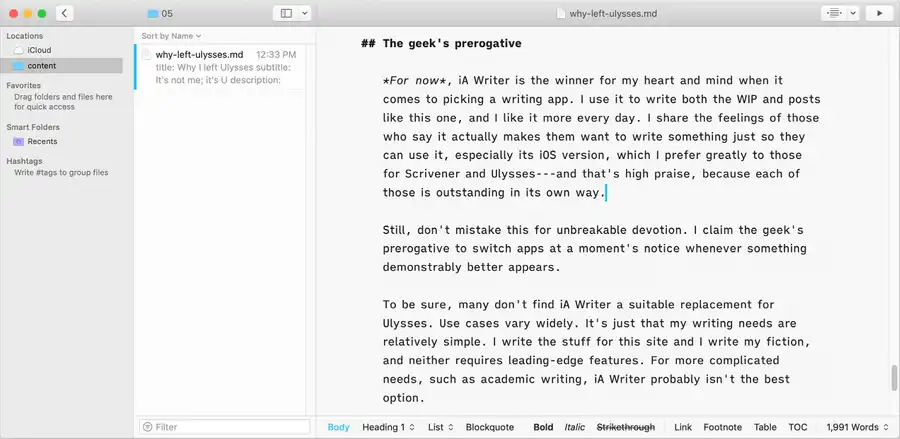 05
why-left-ulysses.md
Locations
iCloud
content
Favorites
Drag folders and files here
for quick access
Smart Folders
Recents
Hashtags
Write #tags to group files
Sort by Name
why-left-ulysses.md 12:33 PM
title: Why I left Ulysses subtitle:
It's not me; it's U description:
Filter
## The geek's prerogative
*For now*, iA Writer is the winner for my heart and mind when it
comes to picking a writing app. I use it to write both the WIP and posts
like this one, and I like it more every day. I share the feelings of those
who say it actually makes them want to write something just so they
can use it, especially its iOS version, which I prefer greatly to those
for Scrivener and Ulysses---and that's high praise, because each of
those is outstanding in its own way.
Still, don't mistake this for unbreakable devotion. I claim the geek's
prerogative to switch apps at a moment's notice whenever something
demonstrably better appears.
To be sure, many don't find iA Writer a suitable replacement for
Ulysses. Use cases vary widely. It's just that my writing needs are
relatively simple. I write the stuff for this site and I write my fiction,
and neither requires leading-edge features. For more complicated
needs, such as academic writing, iA Writer probably isn't the best
option.
Body Heading 1 List Blockquote Bold Italic Strikethrough Link Footnote Table TOC 1,991 Words